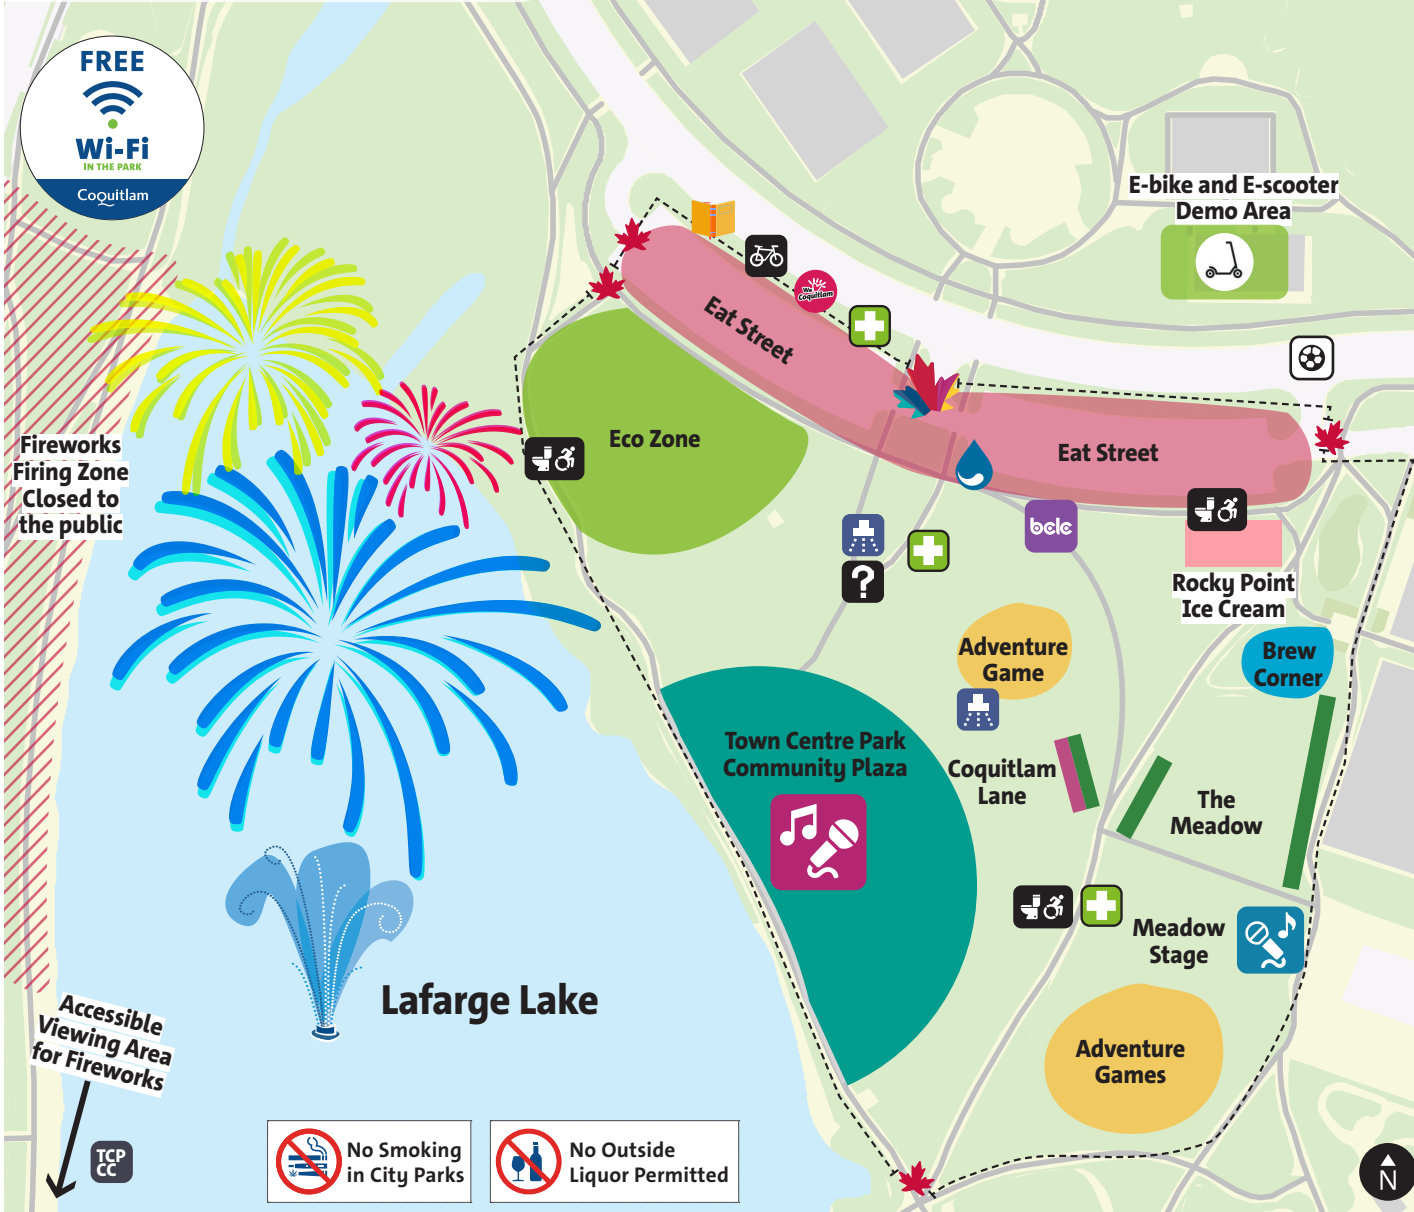 FREE
Wi-Fi
IN THE PARK
Coquitlam
E-bike and E-scooter
Demo Area
We
Coquitlam
Eat Street
Eat Street
Eco Zone
Fireworks
Firing Zone
Closed to
the public
bclc
?
Rocky Point
Ice Cream
Adventure
Game
Brew
Corner
Town Centre Park
Community Plaza
Coquitlam
Lane
The
Meadow
Meadow
Stage
Lafarge Lake
Accessible
Viewing Area
for Fireworks
Adventure
Games
TCP
CC
No Smoking
in City Parks
No Outside
Liquor Permitted
N